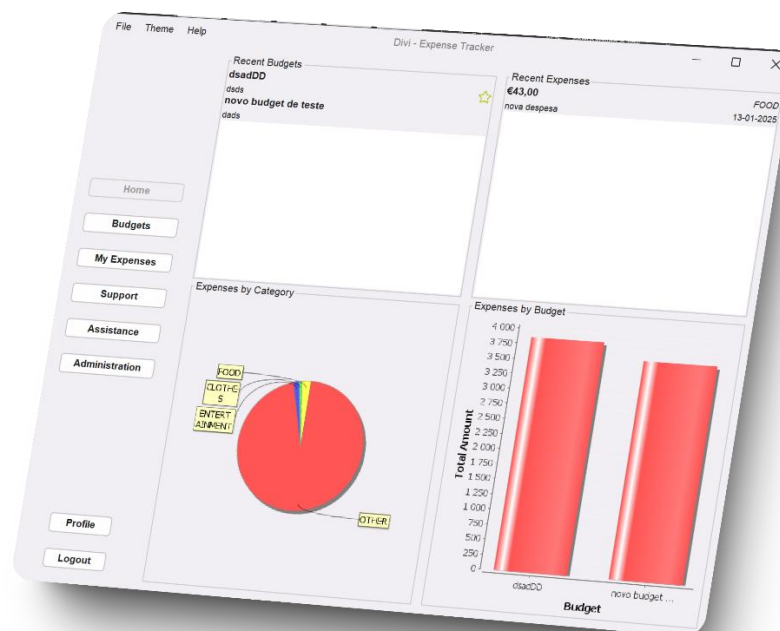 File Theme Help
Divi - Expense Tracker
Recent Budgets
dsadDD
dsds
novo budget de teste
dads
Recent Expenses
€43,00
FOOD
nova despesa
13-01-2025
Home
Budgets
My Expenses
Support
Assistance
Administration
Profile
Logout
Expenses by Category
FOOD
CLOTHE
S
ENTERT
AINMENT
OTHER
Expenses by Budget
Total Amount
4 000
3 750
3 500
3 250
3 000
2 750
2 500
2 250
2 000
1 750
1 500
1 250
1 000
750
500
250
0
dsadDD
novo budget ...
Budget